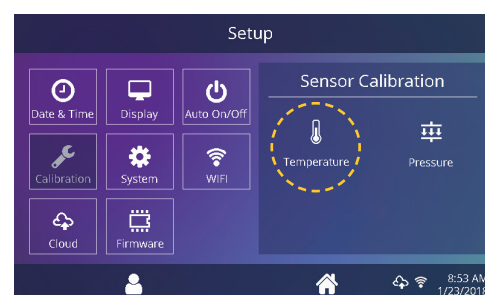 Setup
Date & Time
Display
Auto On/Off
Calibration
System
WIFI
Cloud
Firmware
Sensor Calibration
Temperature
Pressure
8:53 AM
1/23/2018